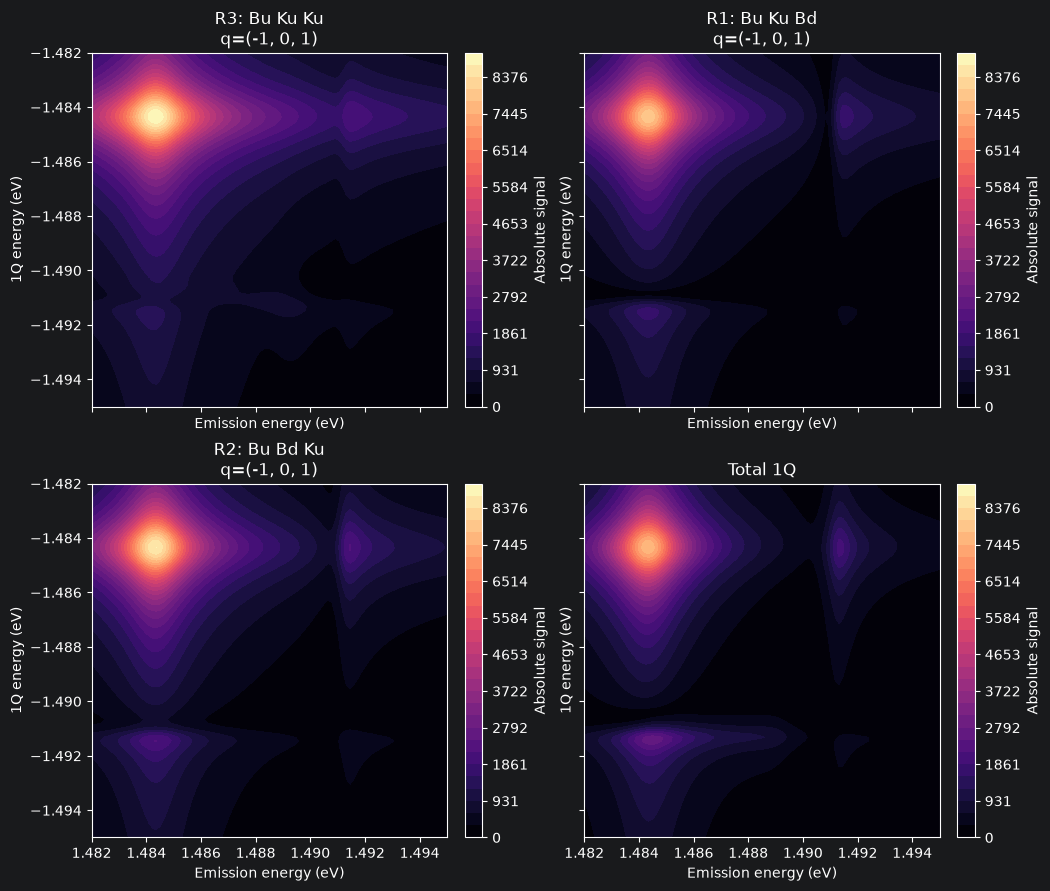 R3: Bu Ku Ku
q=(-1, 0, 1)
−1.482
−1.484
−1.486
−1.488
−1.490
−1.492
−1.494
1Q energy (eV)
Emission energy (eV)
8376
7445
6514
5584
4653
3722
2792
1861
931
0
Absolute signal
R1: Bu Ku Bd
q=(-1, 0, 1)
1Q energy (eV)
Emission energy (eV)
8376
7445
6514
5584
4653
3722
2792
1861
931
0
Absolute signal
R2: Bu Bd Ku
q=(-1, 0, 1)
−1.482
−1.484
−1.486
−1.488
−1.490
−1.492
−1.494
1Q energy (eV)
1.482 1.484 1.486 1.488 1.490 1.492 1.494
Emission energy (eV)
8376
7445
6514
5584
4653
3722
2792
1861
931
0
Absolute signal
Total 1Q
1Q energy (eV)
1.482 1.484 1.486 1.488 1.490 1.492 1.494
Emission energy (eV)
8376
7445
6514
5584
4653
3722
2792
1861
931
0
Absolute signal